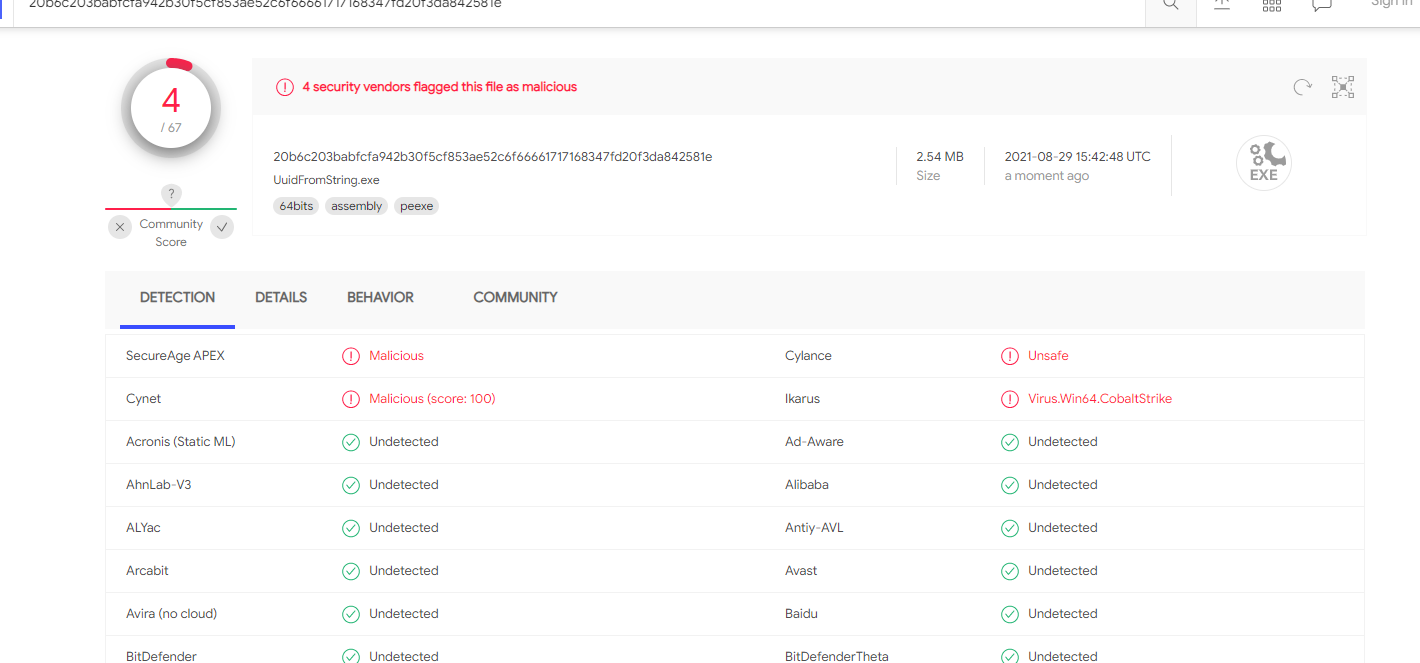 20b6c203babfcfa942b30f5cf853ae52c6f66661717168347fd20f3da842581e
Sign in
4
/ 67
4 security vendors flagged this file as malicious
20b6c203babfcfa942b30f5cf853ae52c6f66661717168347fd20f3da842581e
UuidFromString.exe
64bits assembly peexe
2.54 MB
Size
2021-08-29 15:42:48 UTC
a moment ago
EXE
?
Community
Score
DETECTION DETAILS BEHAVIOR COMMUNITY
SecureAge APEX Malicious Cylance Unsafe
Cynet Malicious (score: 100) Ikarus Virus.Win64.CobaltStrike
Acronis (Static ML) Undetected Ad-Aware Undetected
AhnLab-V3 Undetected Alibaba Undetected
ALYac Undetected Antiy-AVL Undetected
Arcabit Undetected Avast Undetected
Avira (no cloud) Undetected Baidu Undetected
BitDefender Undetected BitDefenderTheta Undetected